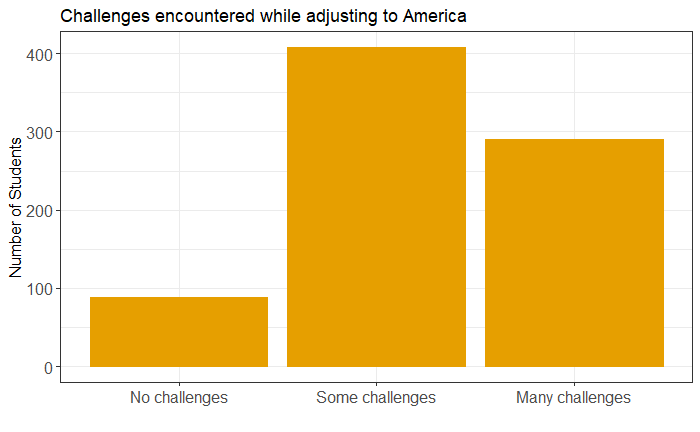 Challenges encountered while adjusting to America
Number of Students
400
300
200
100
0
No challenges
Some challenges
Many challenges